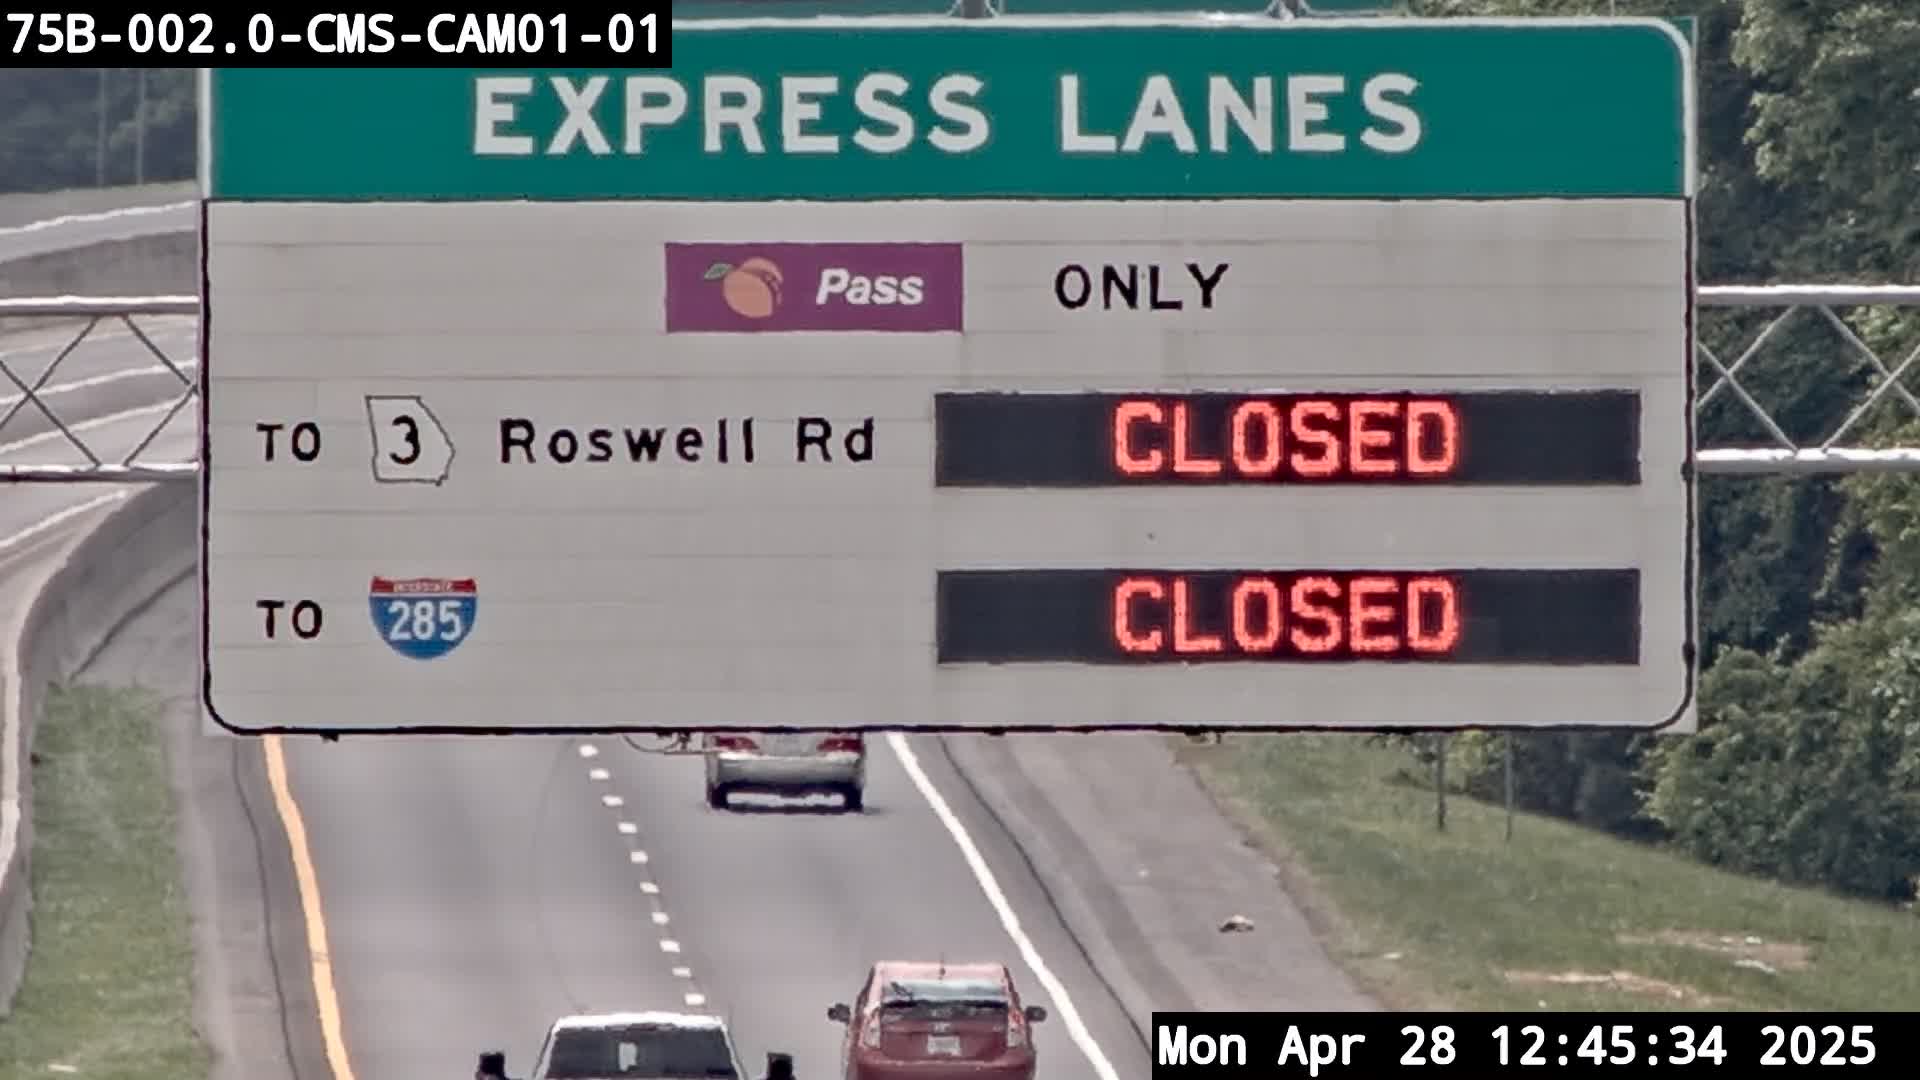 75B-002.0-CMS-CAM01-01
EXPRESS LANES
Pass ONLY
TO 3 Roswell Rd CLOSED
INTERSTATE
TO 285 CLOSED
Mon Apr 28 12:45:34 2025